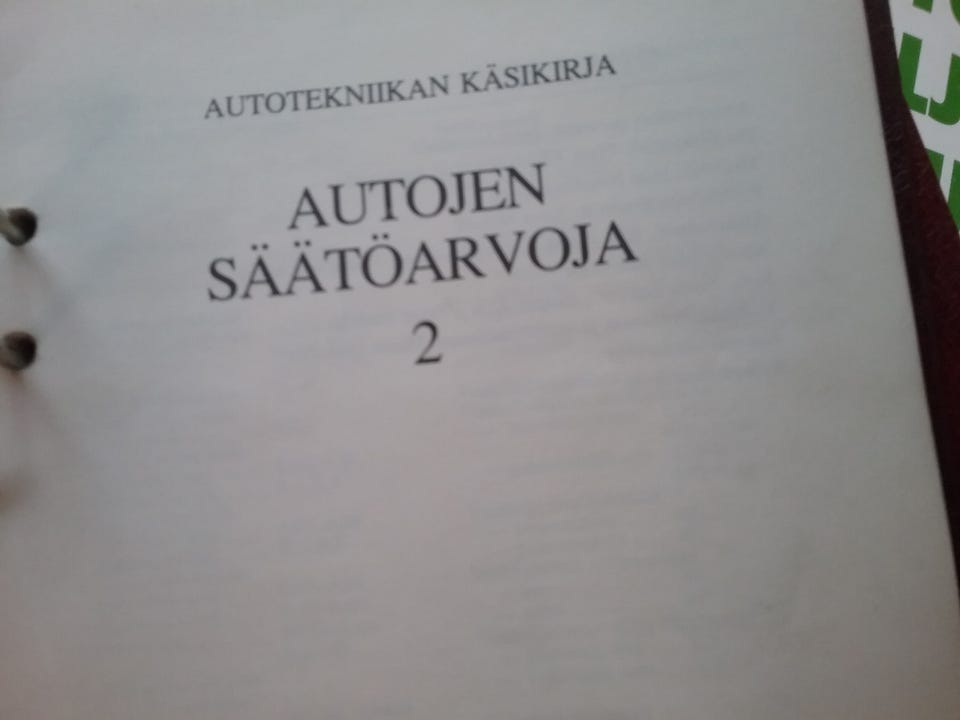 AUTOTEKNIIKAN KÄSIKIRJA
AUTOJEN
SÄÄTÖARVOJA
2